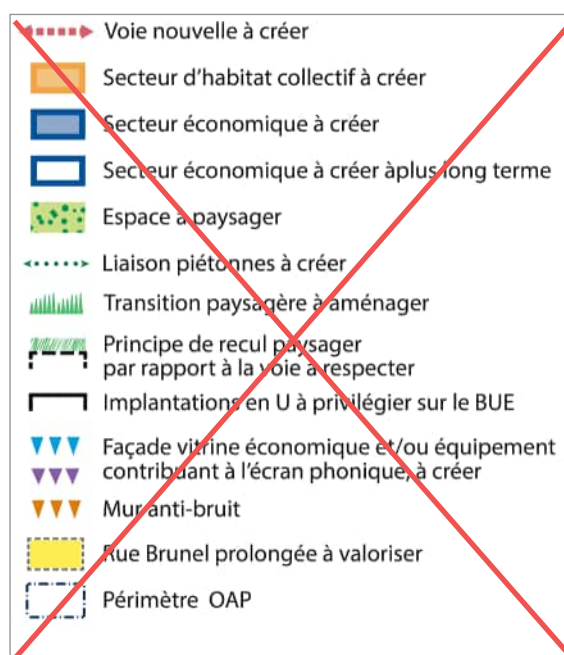 Voie nouvelle à créer
Secteur d'habitat collectif à créer
Secteur économique à créer
Secteur économique à créer àplus long terme
Espace à paysager
Liaison piétonnes à créer
Transition paysagère à aménager
Principe de recul paysager
par rapport à la voie à respecter
Implantations en U à privilégier sur le BUE
Façade vitrine économique et/ou équipement
contribuant à l'écran phonique, à créer
Mur anti-bruit
Rue Brunel prolongée à valoriser
Périmètre OAP